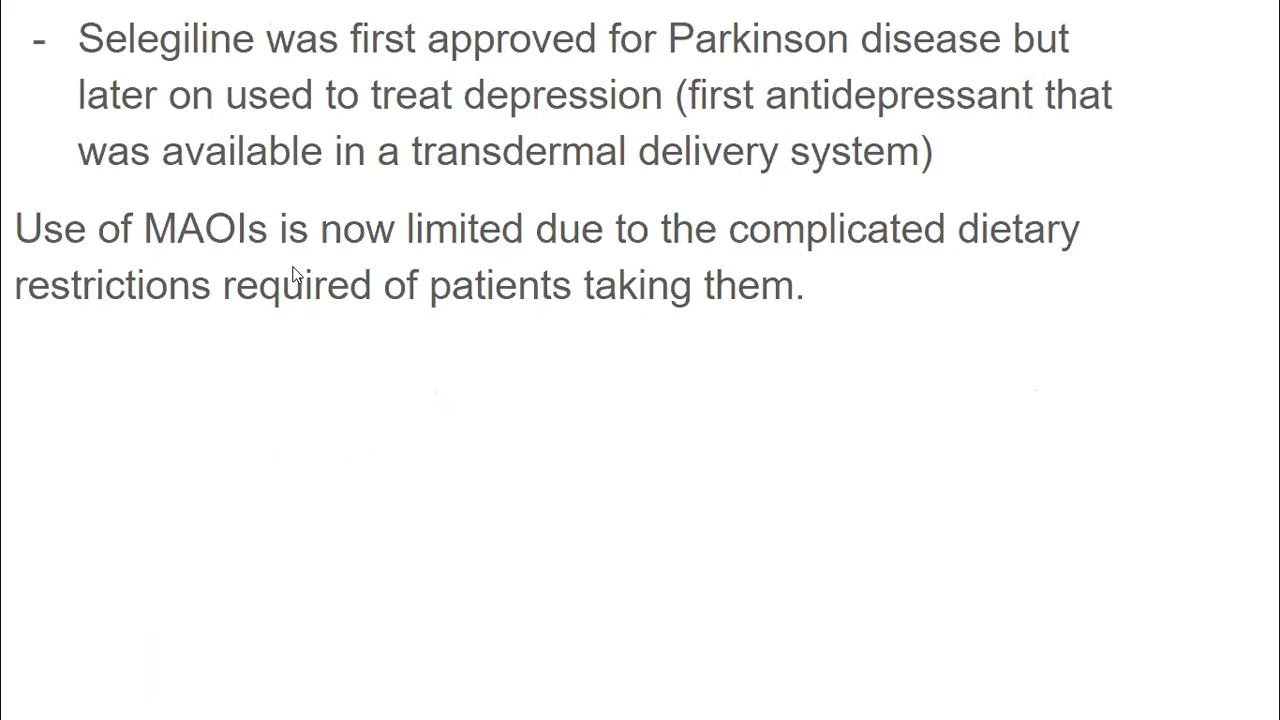 - Selegiline was first approved for Parkinson disease but
later on used to treat depression (first antidepressant that
was available in a transdermal delivery system)
Use of MAOIs is now limited due to the complicated dietary
restrictions required of patients taking them.